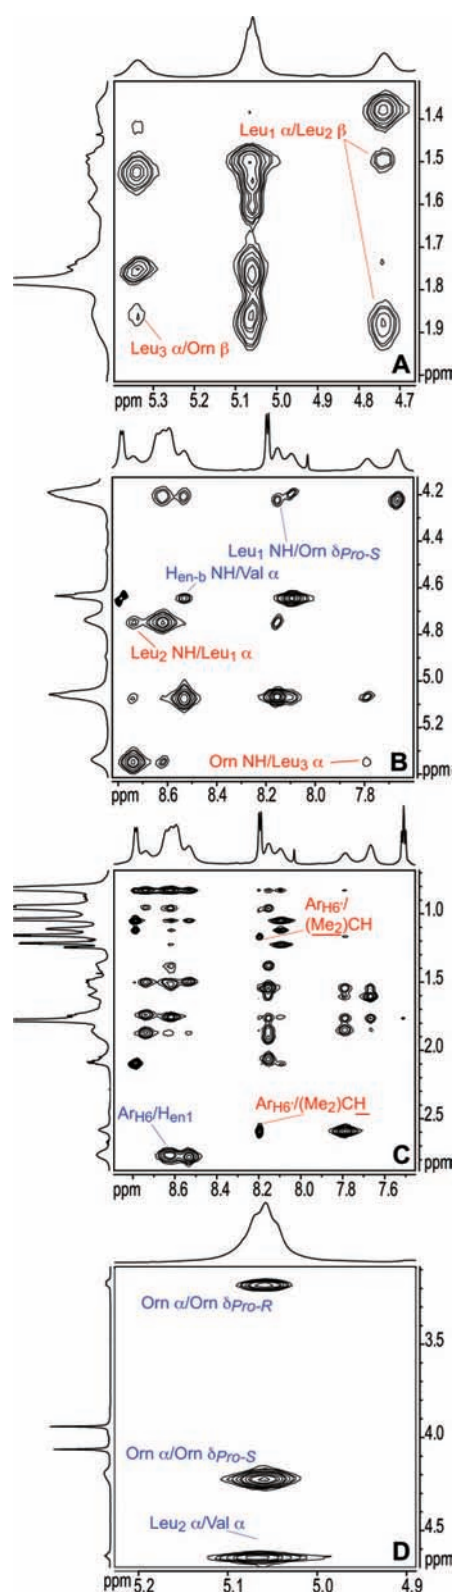 1.4
Leu1 α/Leu2 β
1.5
1.6
1.7
1.8
Leu3 α/Orn β
1.9
A
ppm
ppm 5.3 5.2 5.1 5.0 4.9 4.8 4.7
4.2
Leu1 NH/Orn δPro-S
4.4
Hen-b NH/Val α
4.6
4.8
Leu2 NH/Leu1 α
5.0
5.2
Orn NH/Leu3 α
B
ppm
ppm 8.6 8.4 8.2 8.0 7.8
1.0
ArH6'/
(Me2)CH
1.5
2.0
ArH6/Hen1
ArH6'/(Me2)CH
2.5
C
ppm
ppm 8.6 8.4 8.2 8.0 7.8 7.6
Orn α/Orn δPro-R
3.5
4.0
Orn α/Orn δPro-S
Leu2 α/Val α
4.5
D
ppm
ppm 5.2 5.1 5.0 4.9